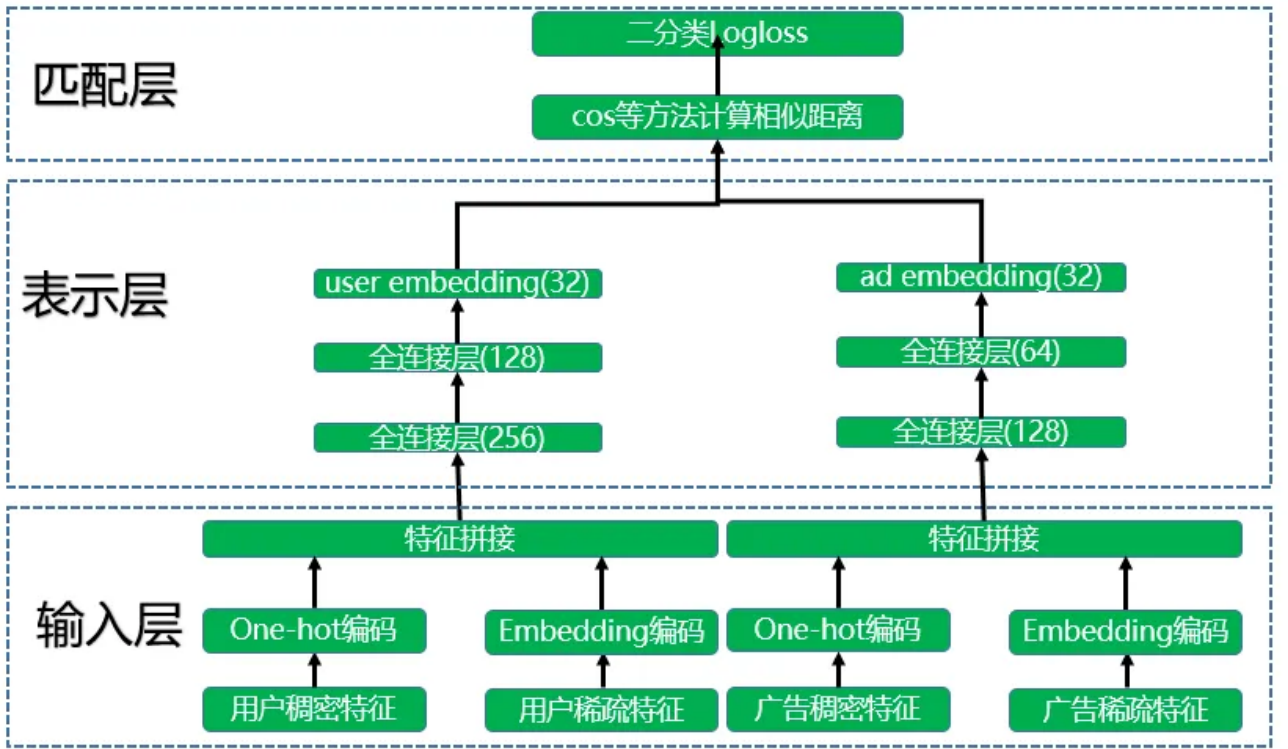 匹配层
二分类Logloss
cos等方法计算相似距离
表示层
user embedding(32)
ad embedding(32)
全连接层(128)
全连接层(64)
全连接层(256)
全连接层(128)
输入层
特征拼接
特征拼接
One-hot编码
Embedding编码
One-hot编码
Embedding编码
用户稠密特征
用户稀疏特征
广告稠密特征
广告稀疏特征